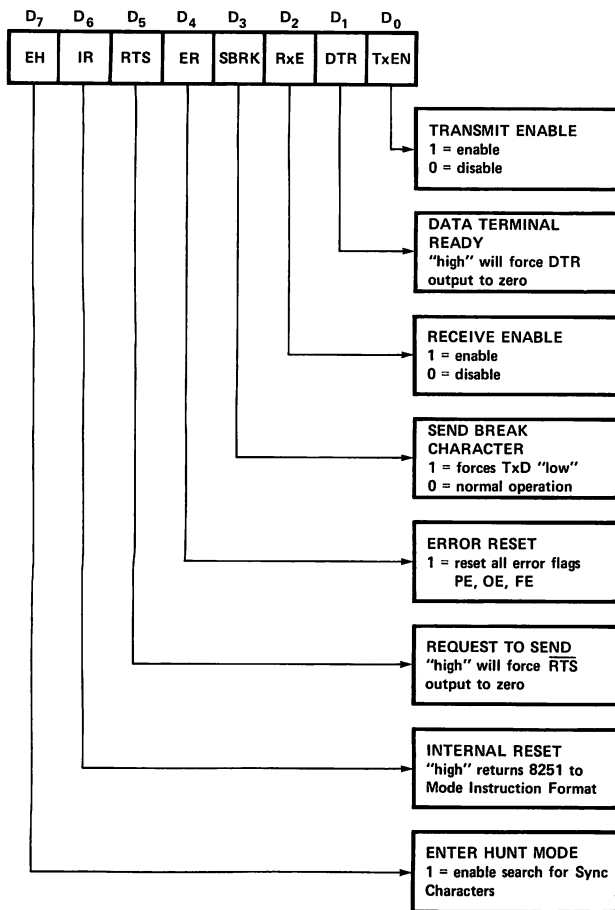 D7 D6 D5 D4 D3 D2 D1 D0
EH IR RTS ER SBRK RxE DTR TxEN
TRANSMIT ENABLE
1 = enable
0 = disable
DATA TERMINAL
READY
"high" will force DTR
output to zero
RECEIVE ENABLE
1 = enable
0 = disable
SEND BREAK
CHARACTER
1 = forces TxD "low"
0 = normal operation
ERROR RESET
1 = reset all error flags
PE, OE, FE
REQUEST TO SEND
"high" will force R̅T̅S̅
output to zero
INTERNAL RESET
"high" returns 8251 to
Mode Instruction Format
ENTER HUNT MODE
1 = enable search for Sync
Characters